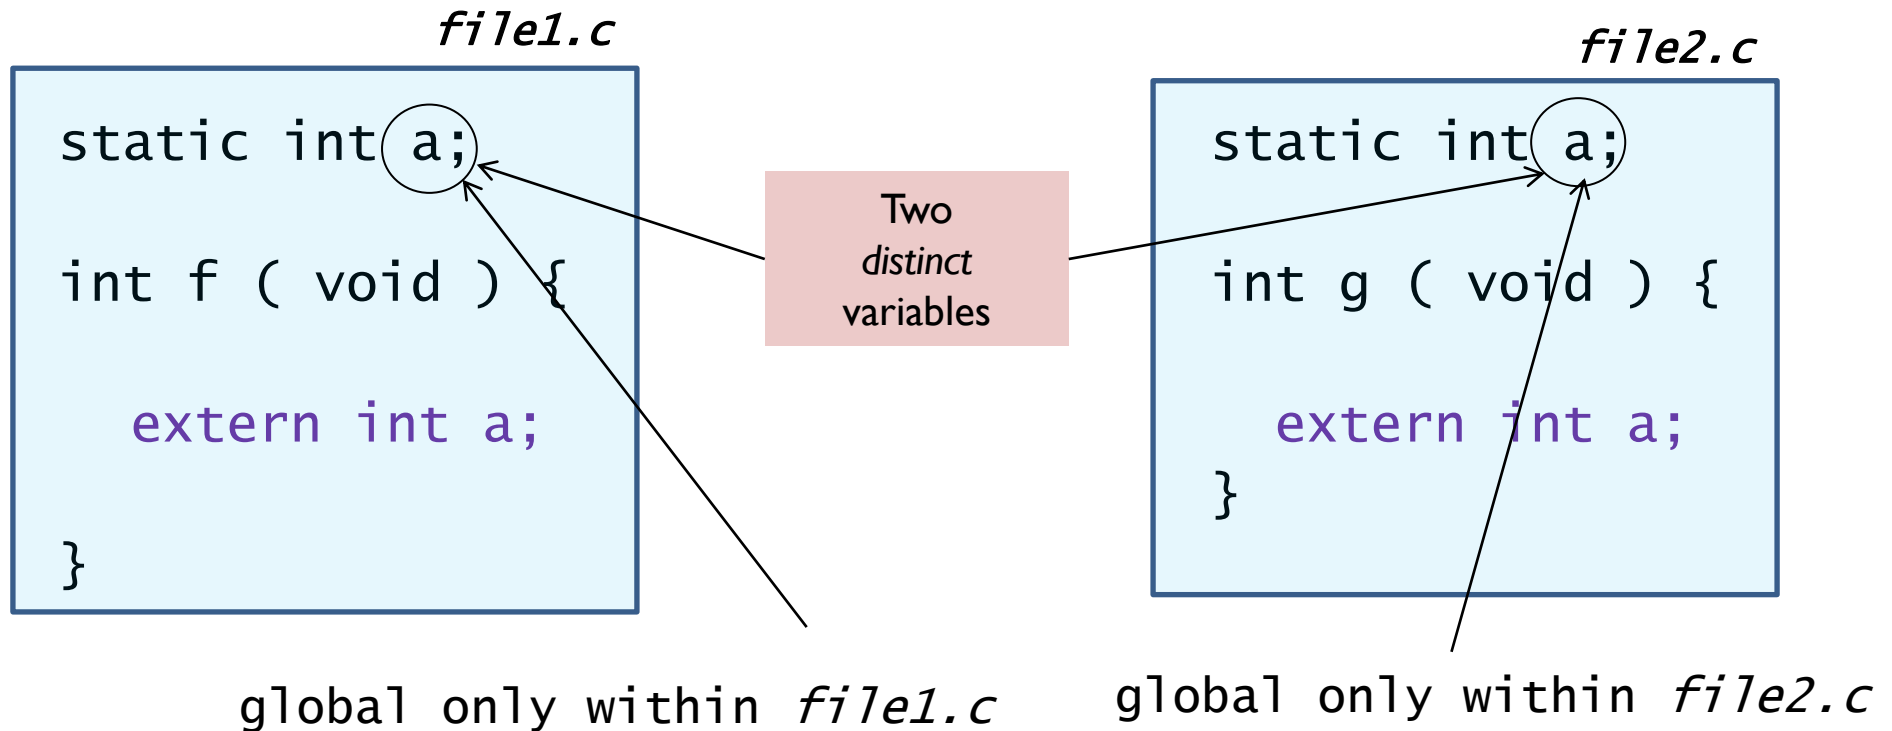 file1.c
static int a;
int f ( void ) {
extern int a;
}
Two
distinct
variables
file2.c
static int a;
int g ( void ) {
extern int a;
}
global only within file1.c
global only within file2.c